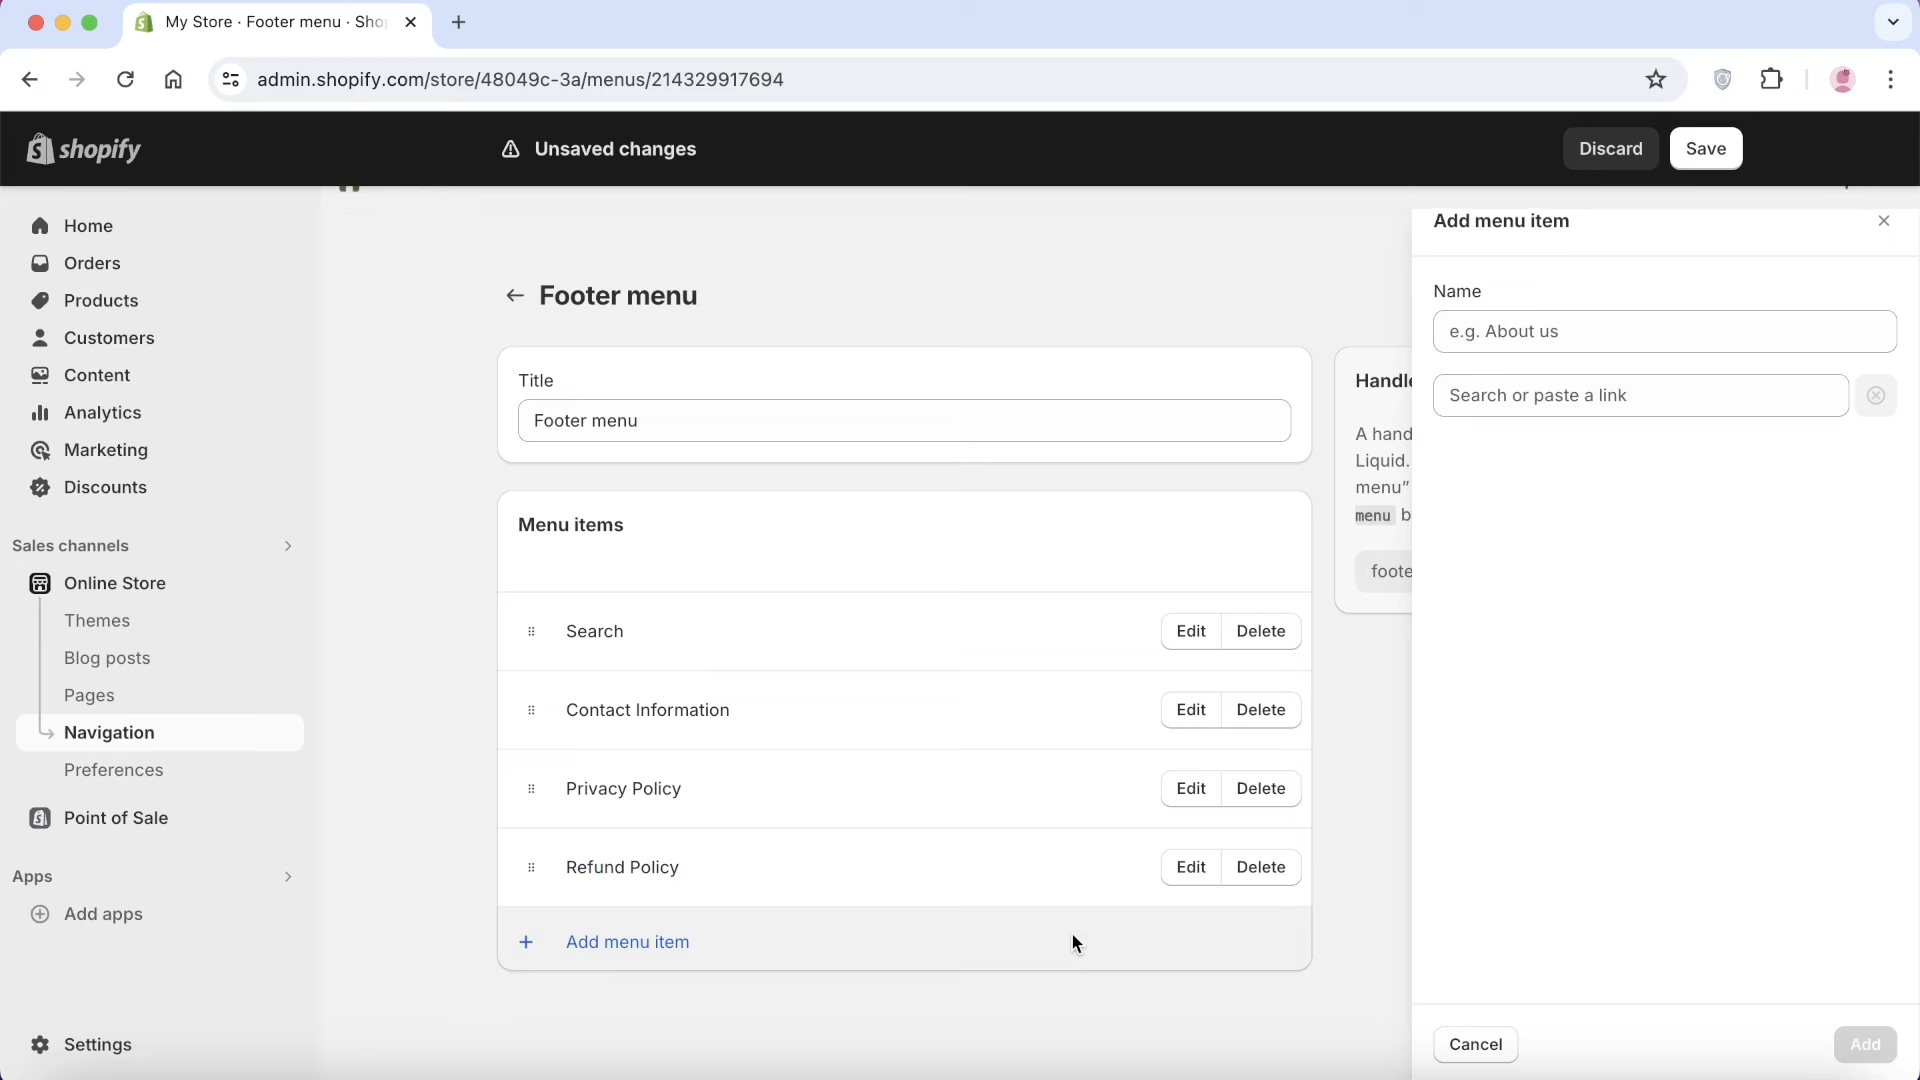 My Store · Footer menu · Sho
admin.shopify.com/store/48049c-3a/menus/214329917694
shopify
Unsaved changes
Discard
Save
Home
Orders
Products
Customers
Content
Analytics
Marketing
Discounts
Sales channels
Online Store
Themes
Blog posts
Pages
Navigation
Preferences
Point of Sale
Apps
Add apps
Settings
Footer menu
Title
Footer menu
Menu items
Search
Edit
Delete
Contact Information
Edit
Delete
Privacy Policy
Edit
Delete
Refund Policy
Edit
Delete
+ Add menu item
Handle
A hand
Liquid.
menu”
menu b
foote
Add menu item
Name
e.g. About us
Search or paste a link
Cancel
Add